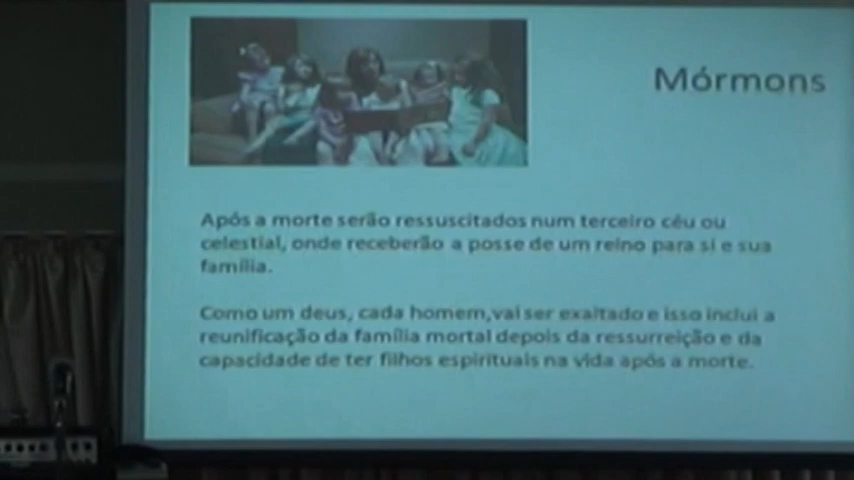 Mórmons
Após a morte serão ressuscitados num terceiro céu ou
celestial, onde receberão a posse de um reino para si e sua
família.
Como um deus, cada homem,vai ser exaltado e isso inclui a
reunificação da família mortal depois da ressurreição e da
capacidade de ter filhos espirituais na vida após a morte.